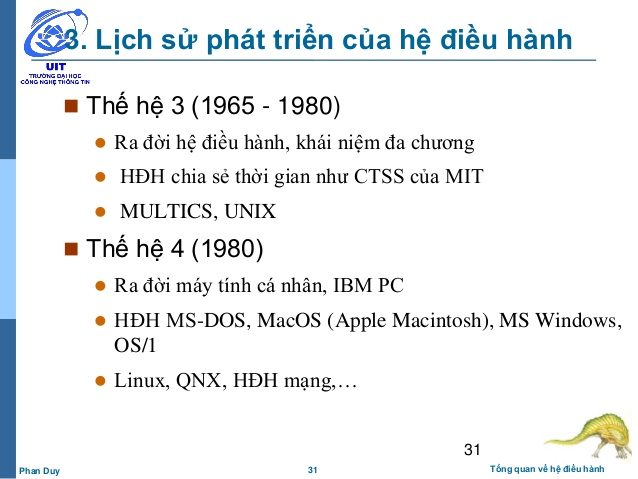 3. Lịch sử phát triển của hệ điều hành
UIT
TRƯỜNG ĐẠI HỌC
CÔNG NGHỆ THÔNG TIN
Thế hệ 3 (1965 - 1980)
Ra đời hệ điều hành, khái niệm đa chương
HĐH chia sẻ thời gian như CTSS của MIT
MULTICS, UNIX
Thế hệ 4 (1980)
Ra đời máy tính cá nhân, IBM PC
HĐH MS-DOS, MacOS (Apple Macintosh), MS Windows,
OS/1
Linux, QNX, HĐH mạng,…
31
Phan Duy
31
Tổng quan về hệ điều hành